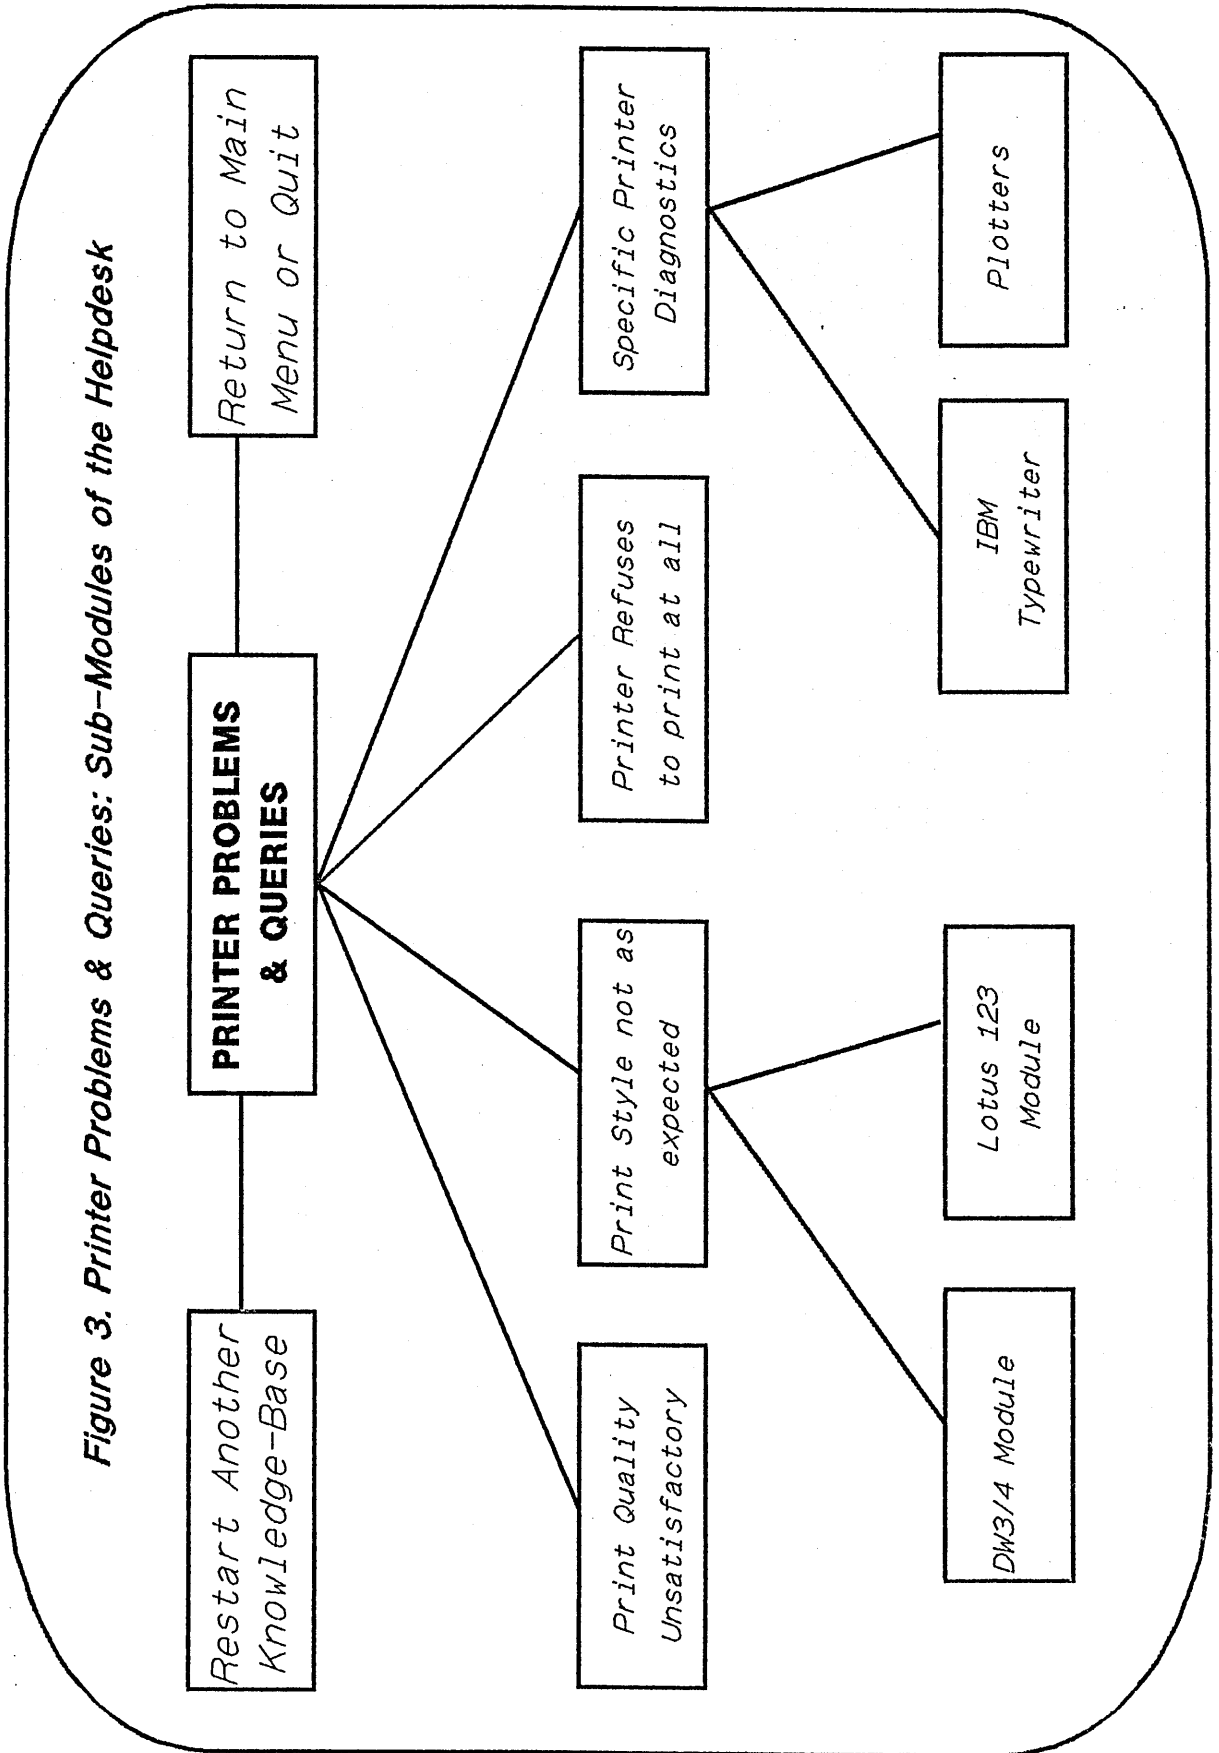 Figure 3. Printer Problems & Queries: Sub-Modules of the Helpdesk
Restart Another
Knowledge-Base
PRINTER PROBLEMS
& QUERIES
Return to Main
Menu or Quit
Print Quality
Unsatisfactory
Print Style not as
expected
Printer Refuses
to print at all
Specific Printer
Diagnostics
DW3/4 Module
Lotus 123
Module
IBM
Typewriter
Plotters